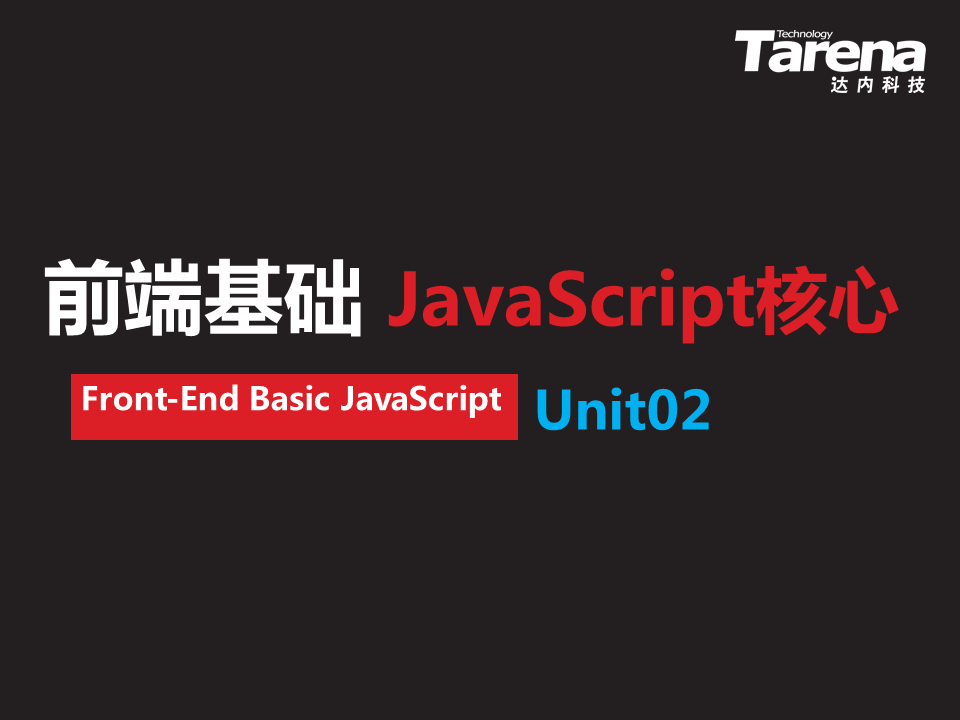 Technology
Tarena
达内科技
前端基础 JavaScript核心
Front-End Basic JavaScript Unit02